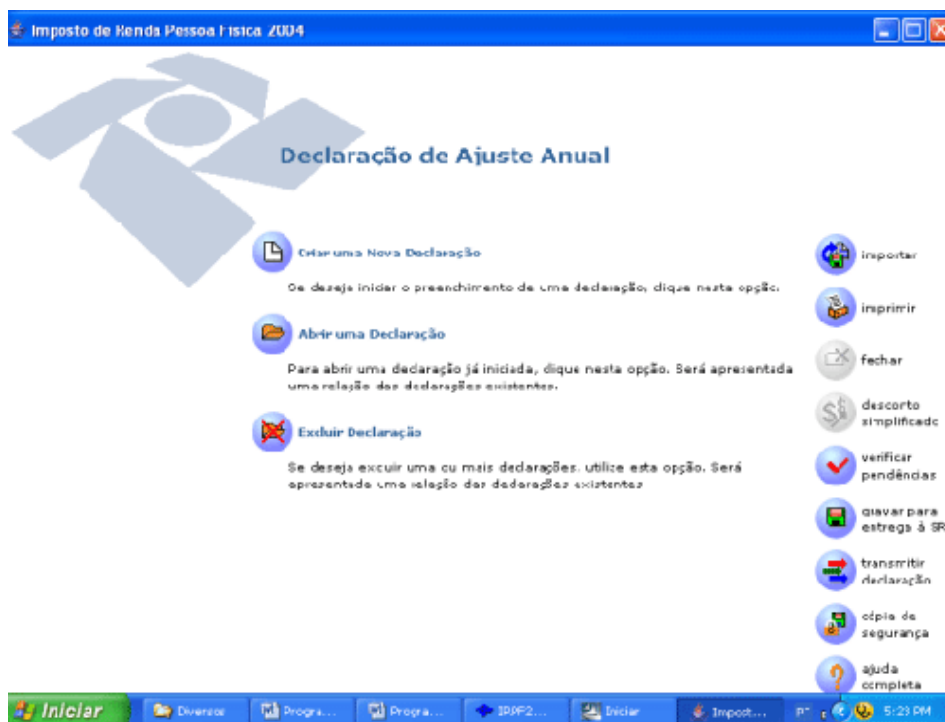 Imposto de Renda Pessoa Física 2004
Declaração de Ajuste Anual
Criar uma Nova Declaração
Se deseja iniciar o preenchimento de uma declaração, clique nesta opção.
Abrir uma Declaração
Para abrir uma declaração já iniciada, clique nesta opção. Será apresentada
uma relação das declarações existentes.
Excluir Declaração
Se deseja excuir uma ou mais declarações, utilize esta opção. Será
apresentada uma relação das declarações existentes
importar
imprimir
fechar
desconto
simplificado
verificar
pendências
gravar para
entrega à SR
transmitir
declaração
cópia de
segurança
ajuda
completa
Iniciar
Diversos
Progra...
Progra...
IRPF2...
Iniciar
Impost...
5:23 PM